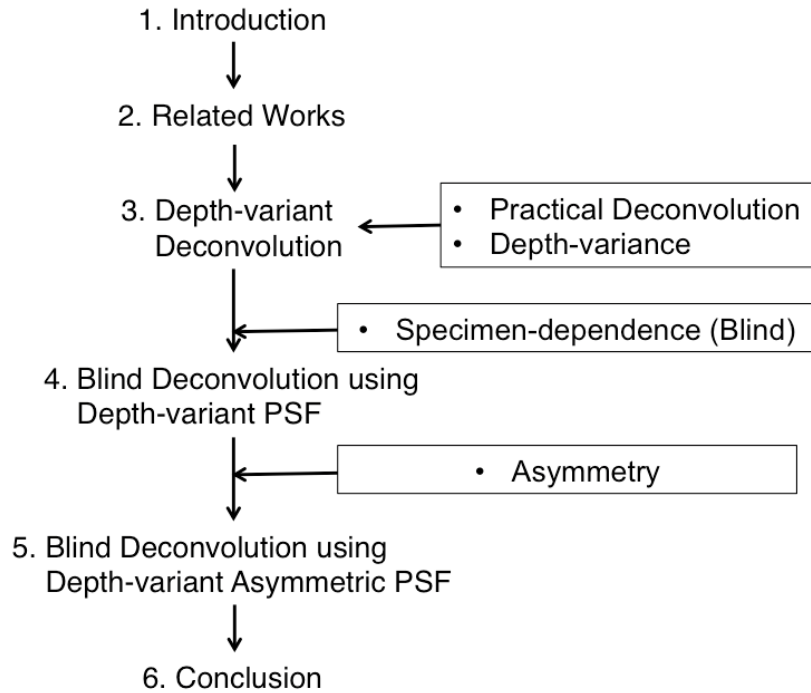 1. Introduction
2. Related Works
3. Depth-variant
Deconvolution
• Practical Deconvolution
• Depth-variance
• Specimen-dependence (Blind)
4. Blind Deconvolution using
Depth-variant PSF
• Asymmetry
5. Blind Deconvolution using
Depth-variant Asymmetric PSF
6. Conclusion